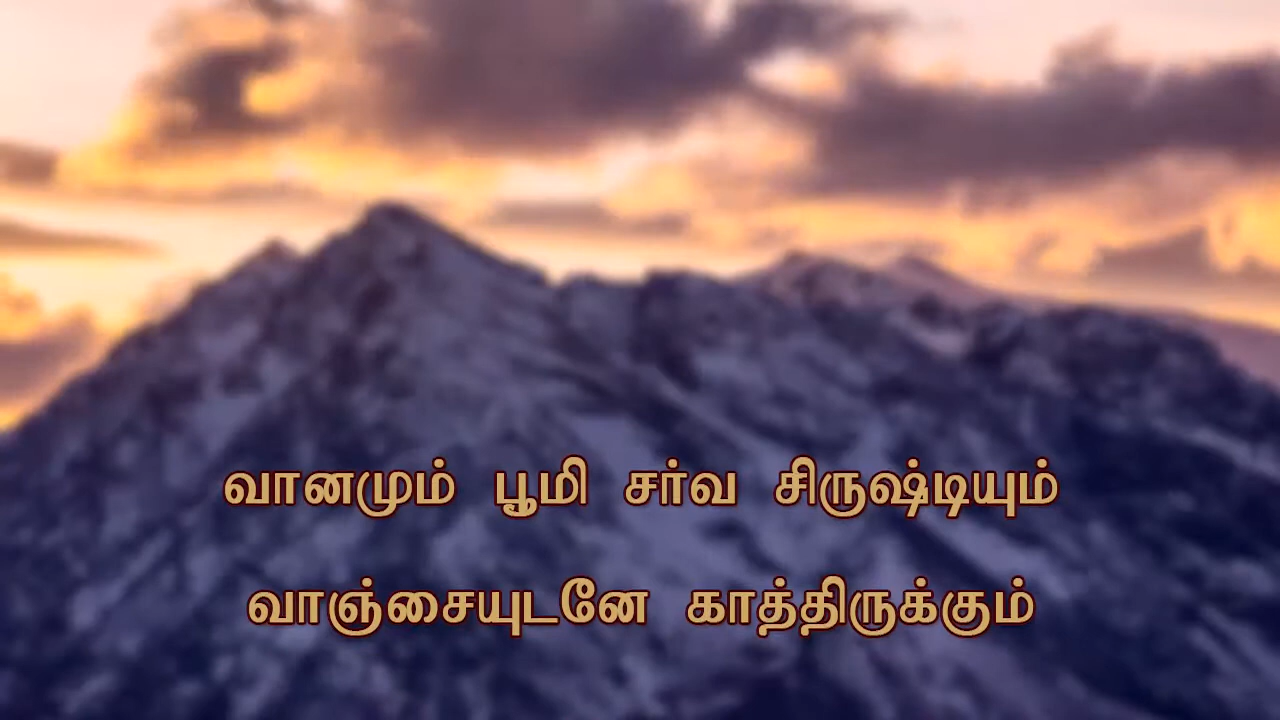 வானமும் பூமி சர்வ சிருஷ்டியும்
வாஞ்சையுடனே காத்திருக்கும்